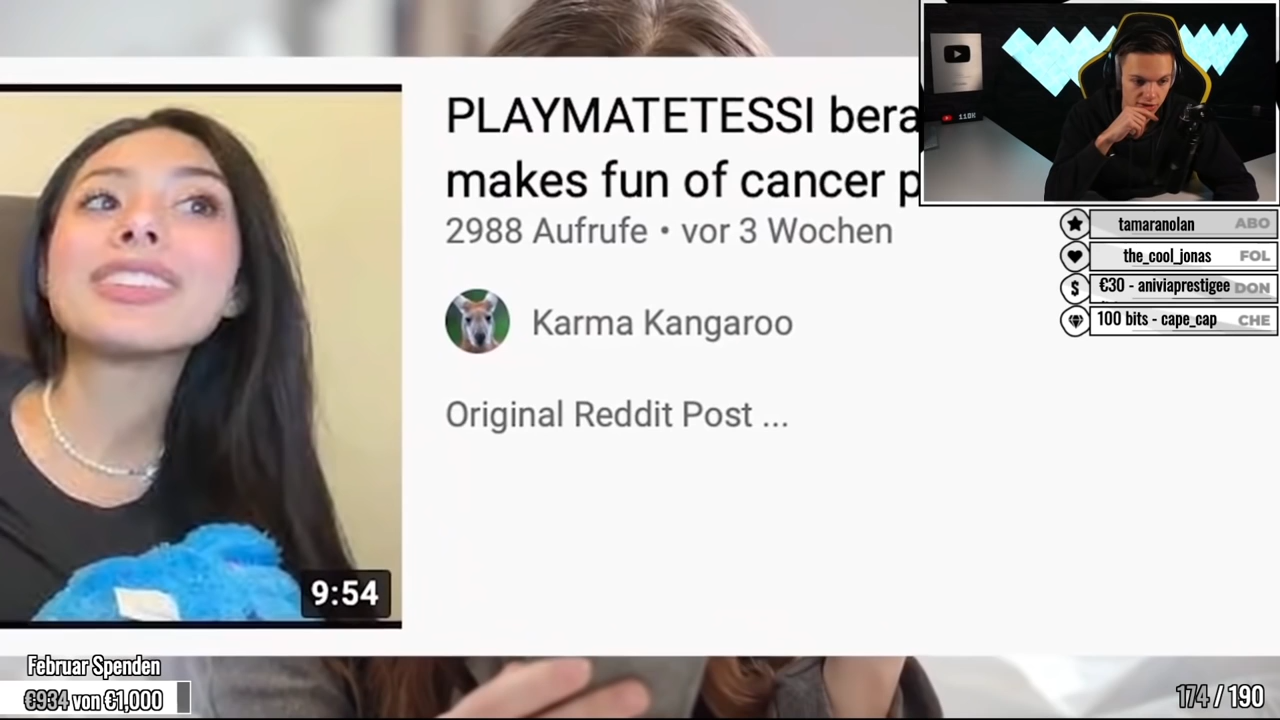 PLAYMATETESSI bera
makes fun of cancer p
2988 Aufrufe • vor 3 Wochen
Karma Kangaroo
Original Reddit Post ...
9:54
110K
tamaranolan ABO
the_cool_jonas FOL
€30 - aniviaprestigee DON
100 bits - cape_cap CHE
Februar Spenden
€934 von €1,000
174 / 190